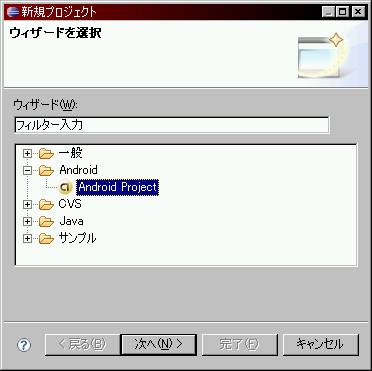 新規プロジェクト
ウィザードを選択
ウィザード(W):
フィルター入力
一般
Android
Android Project
CVS
Java
サンプル
? < 戻る(B) 次へ(N) > 完了(F) キャンセル